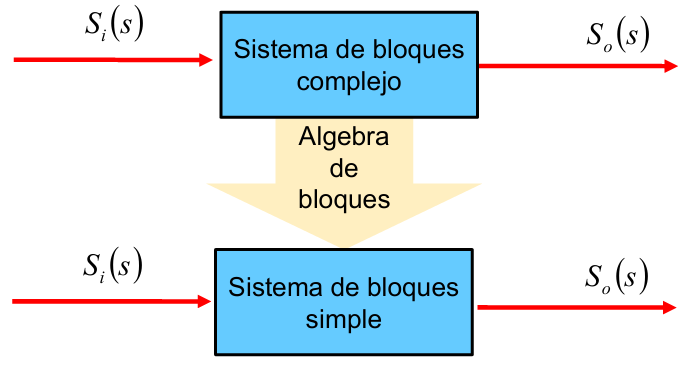 S_i(s)
Sistema de bloques
complejo
S_o(s)
Algebra
de
bloques
S_i(s)
Sistema de bloques
simple
S_o(s)